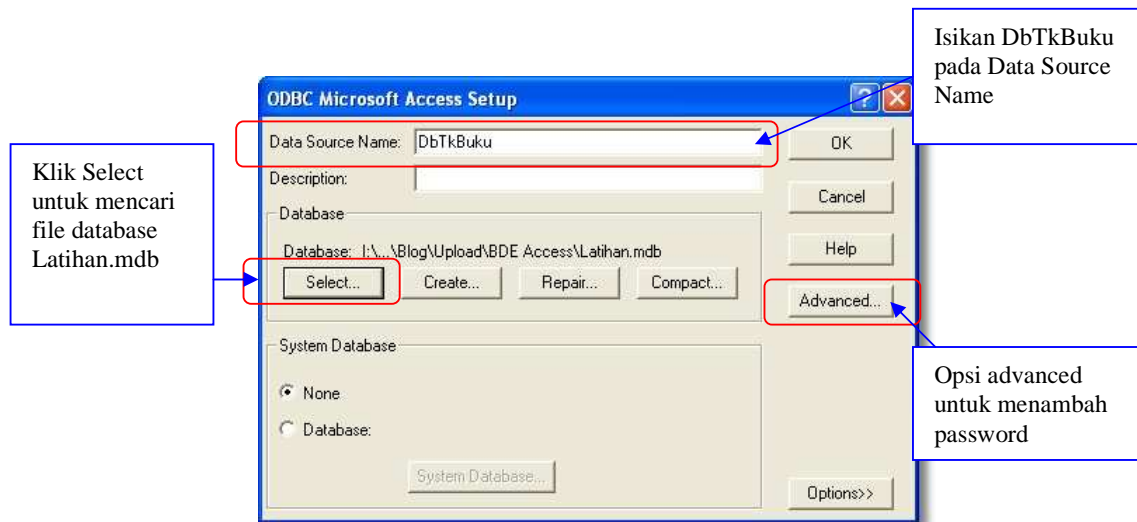 Isikan DbTkBuku
pada Data Source
Name
ODBC Microsoft Access Setup
Data Source Name: DbTkBuku
OK
Klik Select
untuk mencari
file database
Latihan.mdb
Description:
Cancel
Database
Database: I:\...\Blog\Upload\BDE Access\Latihan.mdb
Help
Select... Create... Repair... Compact...
Advanced...
System Database
None
Database:
System Database...
Opsi advanced
untuk menambah
password
Options>>